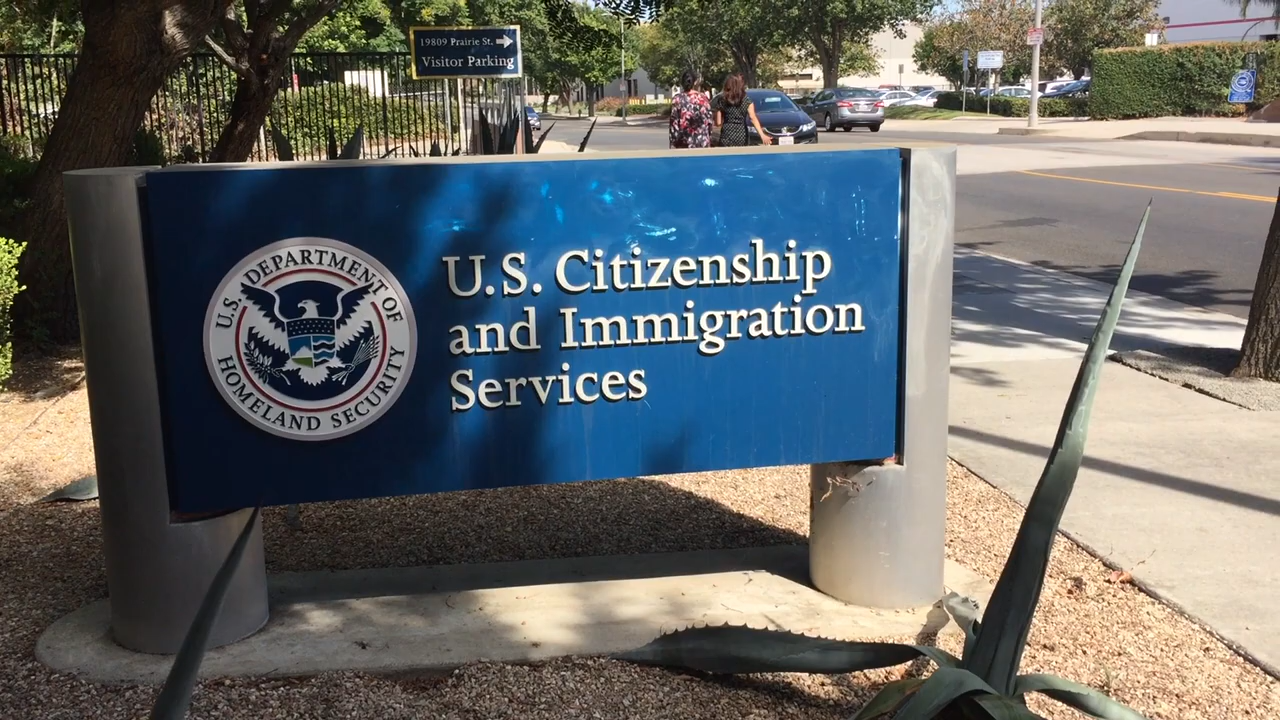 19809 Prairie St.
Visitor Parking
U.S. DEPARTMENT OF
HOMELAND SECURITY
U.S. Citizenship
and Immigration
Services